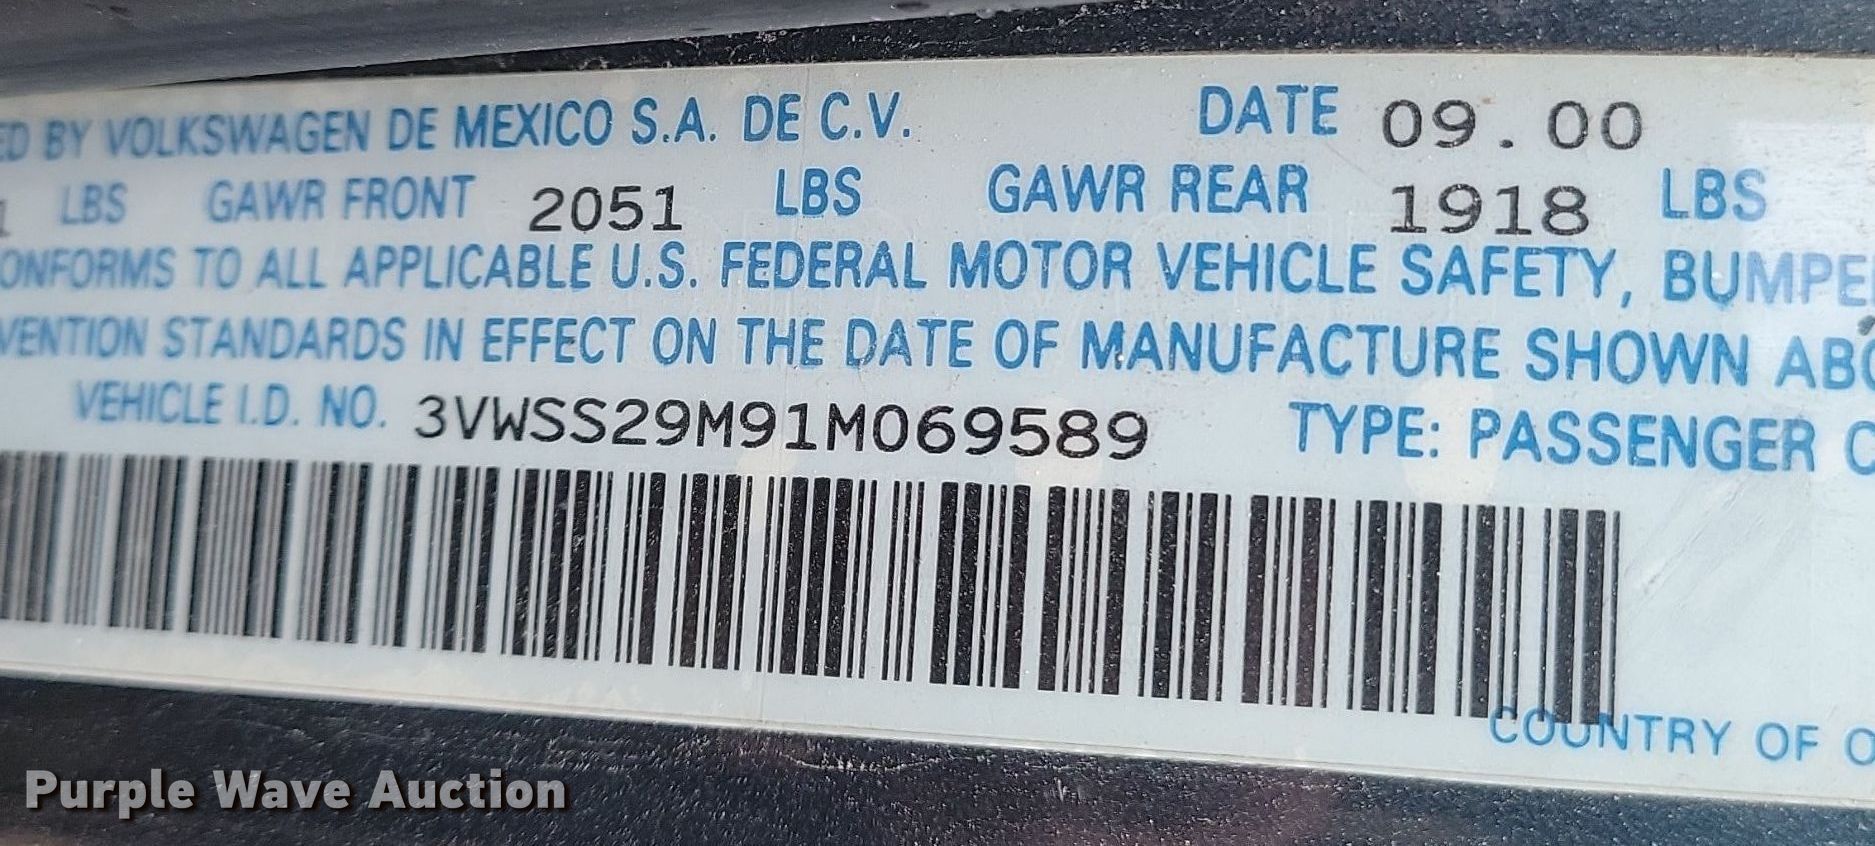 ED BY VOLKSWAGEN DE MEXICO S.A. DE C.V. DATE 09.00
1 LBS GAWR FRONT 2051 LBS GAWR REAR 1918 LBS
ONFORMS TO ALL APPLICABLE U.S. FEDERAL MOTOR VEHICLE SAFETY, BUMPE
VENTION STANDARDS IN EFFECT ON THE DATE OF MANUFACTURE SHOWN ABO
VEHICLE I.D. NO. 3VWSS29M91M069589 TYPE: PASSENGER C
COUNTRY OF O
Purple Wave Auction